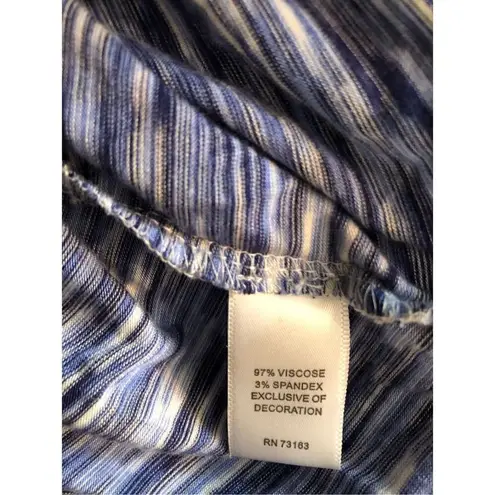 97% VISCOSE
3% SPANDEX
EXCLUSIVE OF
DECORATION
RN 73163